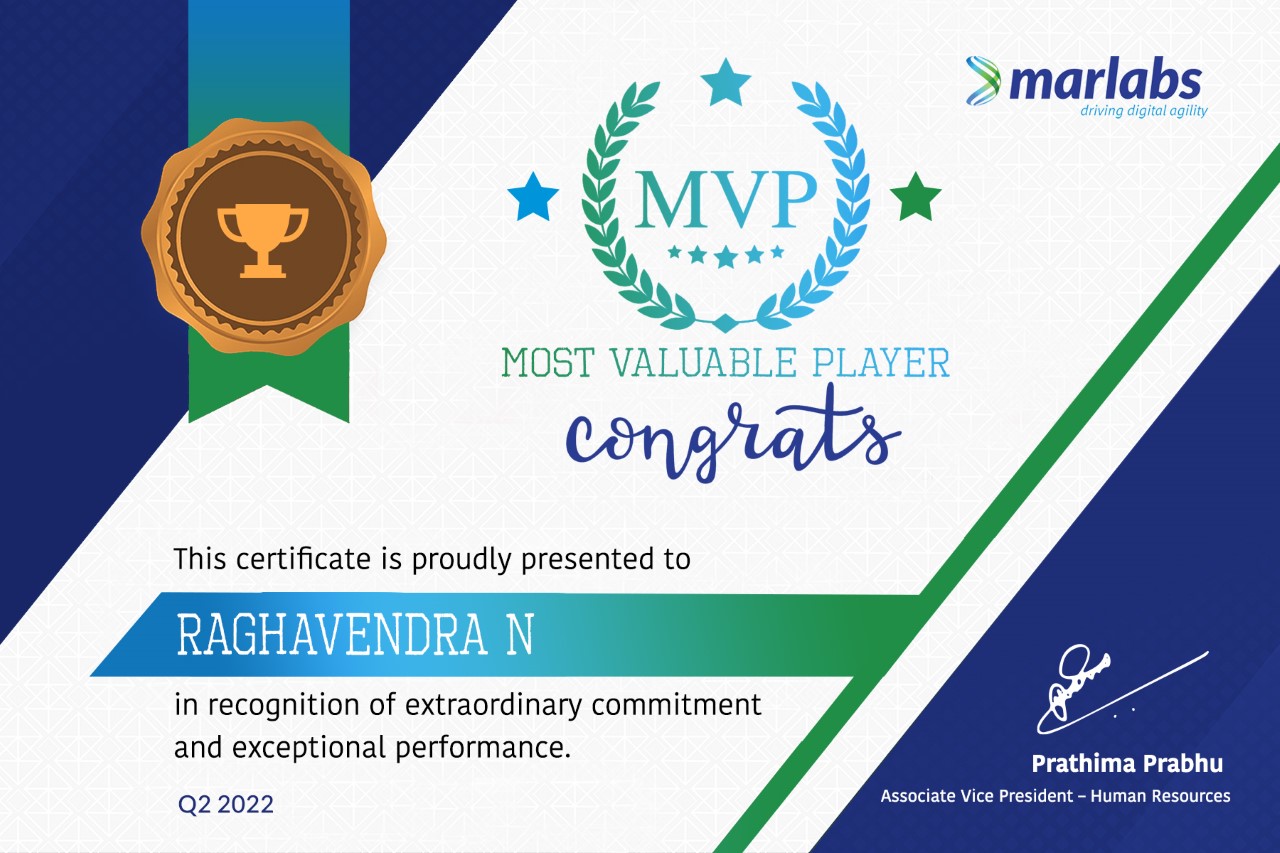 marlabs
driving digital agility
MVP
MOST VALUABLE PLAYER
congrats
This certificate is proudly presented to
RAGHAVENDRA N
in recognition of extraordinary commitment
and exceptional performance.
Q2 2022
Prathima Prabhu
Associate Vice President – Human Resources